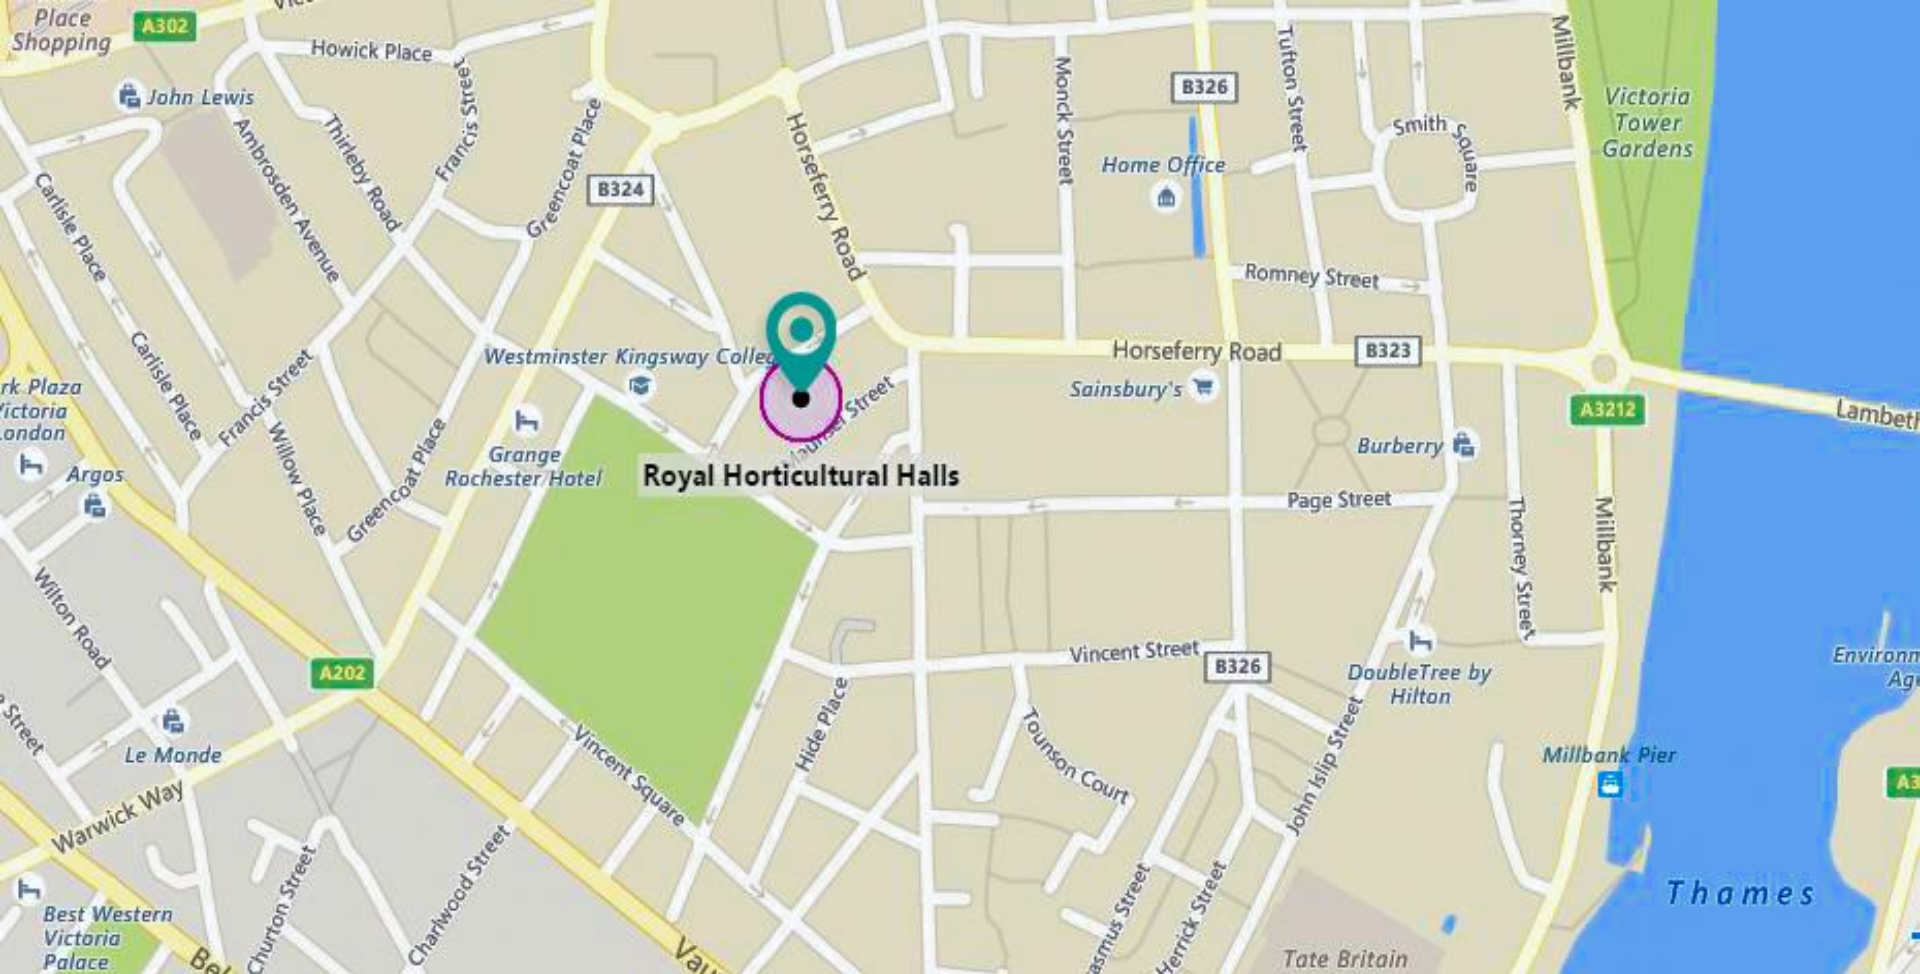 Place
Shopping
A302
Howick Place
John Lewis
Francis Street
Thirleby Road
Ambrosden Avenue
Greencoat Place
Carlisle Place
B324
Horseferry Road
Monck Street
B326
Tufton Street
Millbank
Victoria
Tower
Gardens
Smith Square
Home Office
Romney Street
Westminster Kingsway
Horseferry Road
B323
Carlisle Place
Francis Street
Sainsbury's
A3212
Street
Plaza
London
Argos
Willow Place
Greencoat Place
Grange
Rochester Hotel
Royal Horticultural Halls
Burberry
Page Street
Thorney Street
Millbank
Wilton Road
A202
Vincent Street
B326
DoubleTree by
Hilton
Street
Le Monde
Warwick Way
Vincent Square
Hide Place
Tounson Court
John Islip Street
Millbank Pier
A3
Best Western
Victoria
Palace
Churton Street
Charlwood Street
Street
Herrick Street
Thames
Tate Britain